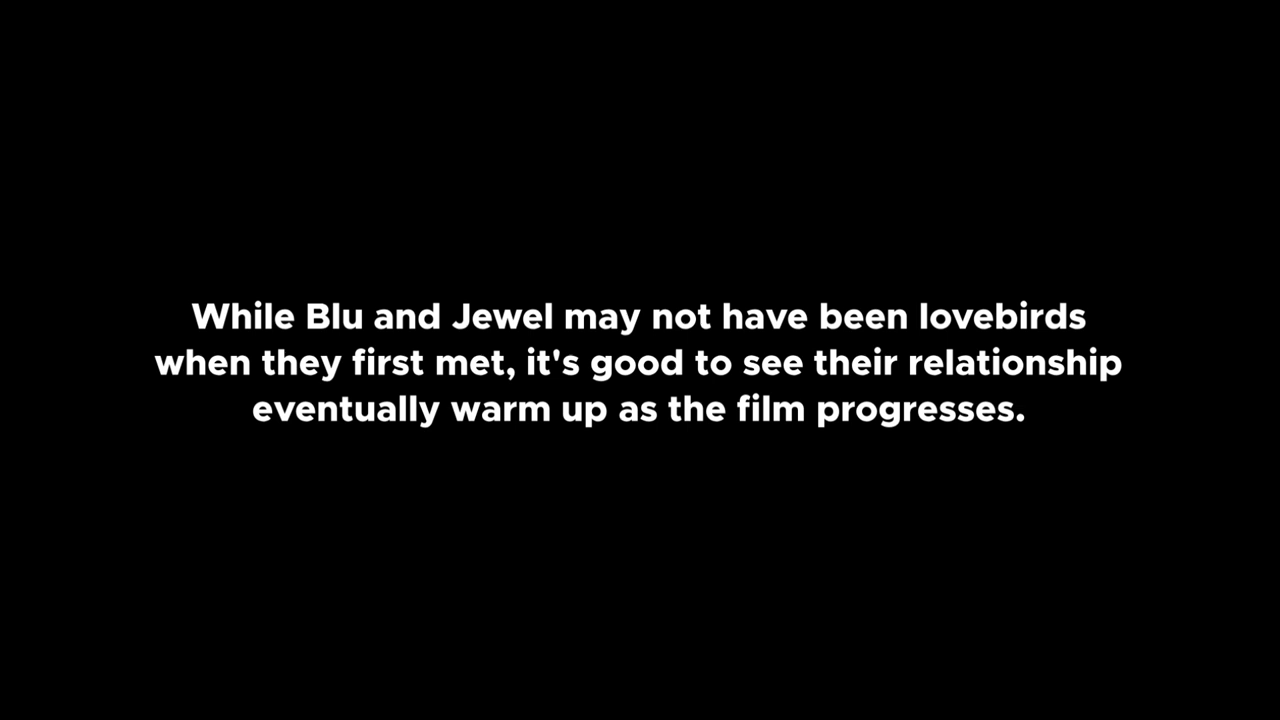 While Blu and Jewel may not have been lovebirds
when they first met, it's good to see their relationship
eventually warm up as the film progresses.